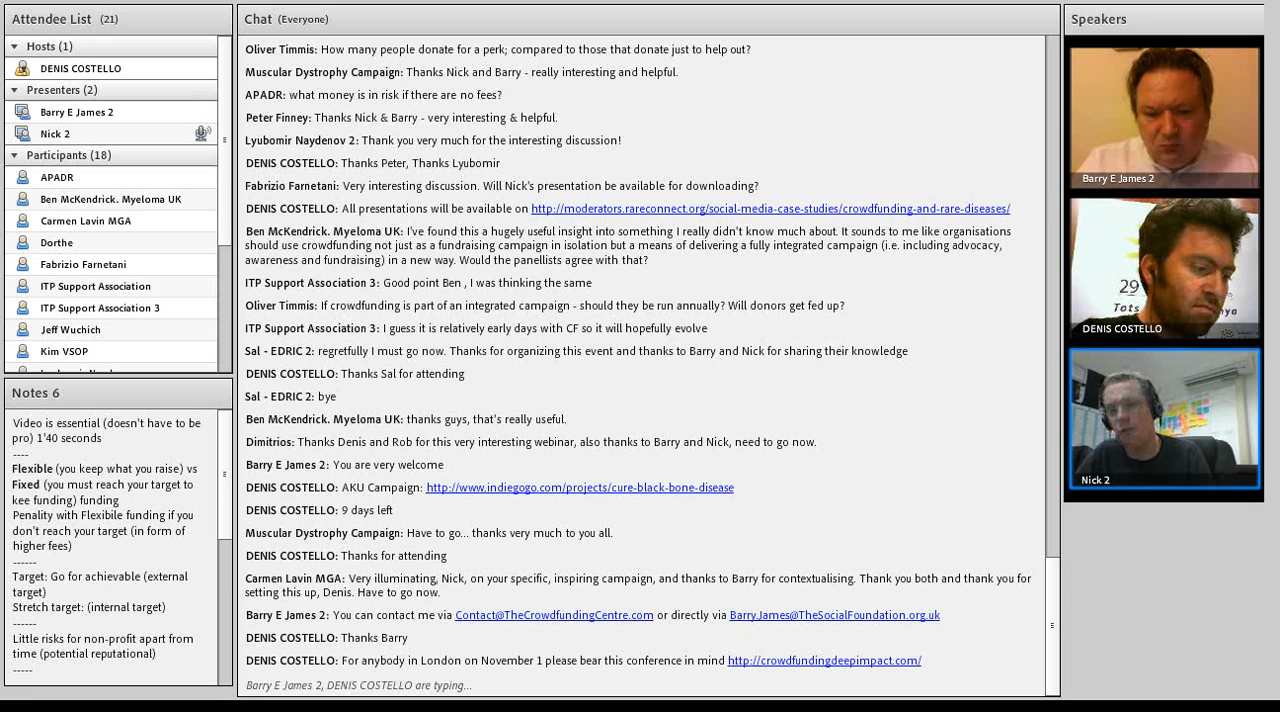 Attendee List (21)
Hosts (1)
DENIS COSTELLO
Presenters (2)
Barry E James 2
Nick 2
Participants (18)
APADR
Ben McKendrick. Myeloma UK
Carmen Lavin MGA
Dorthe
Fabrizio Farnetani
ITP Support Association
ITP Support Association 3
Jeff Wuchich
Kim VSOP
Notes 6
Video is essential (doesn't have to be
pro) 1'40 seconds
----
Flexible (you keep what you raise) vs
Fixed (you must reach your target to
kee funding) funding
Penality with Flexibile funding if you
don't reach your target (in form of
higher fees)
------
Target: Go for achievable (external
target)
Stretch target: (internal target)
------
Little risks for non-profit apart from
time (potential reputational)
-----
Chat (Everyone)
Oliver Timmis: How many people donate for a perk; compared to those that donate just to help out?
Muscular Dystrophy Campaign: Thanks Nick and Barry - really interesting and helpful.
APADR: what money is in risk if there are no fees?
Peter Finney: Thanks Nick & Barry - very interesting & helpful.
Lyubomir Naydenov 2: Thank you very much for the interesting discussion!
DENIS COSTELLO: Thanks Peter, Thanks Lyubomir
Fabrizio Farnetani: Very interesting discussion. Will Nick's presentation be available for downloading?
DENIS COSTELLO: All presentations will be available on http://moderators.rareconnect.org/social-media-case-studies/crowdfunding-and-rare-diseases/
Ben McKendrick. Myeloma UK: I've found this a hugely useful insight into something I really didn't know much about. It sounds to me like organisations
should use crowdfunding not just as a fundraising campaign in isolation but a means of delivering a fully integrated campaign (i.e. including advocacy,
awareness and fundraising) in a new way. Would the panellists agree with that?
ITP Support Association 3: Good point Ben , I was thinking the same
Oliver Timmis: If crowdfunding is part of an integrated campaign - should they be run annually? Will donors get fed up?
ITP Support Association 3: I guess it is relatively early days with CF so it will hopefully evolve
Sal - EDRIC 2: regretfully I must go now. Thanks for organizing this event and thanks to Barry and Nick for sharing their knowledge
DENIS COSTELLO: Thanks Sal for attending
Sal - EDRIC 2: bye
Ben McKendrick. Myeloma UK: thanks guys, that's really useful.
Dimitrios: Thanks Denis and Rob for this very interesting webinar, also thanks to Barry and Nick, need to go now.
Barry E James 2: You are very welcome
DENIS COSTELLO: AKU Campaign: http://www.indiegogo.com/projects/cure-black-bone-disease
DENIS COSTELLO: 9 days left
Muscular Dystrophy Campaign: Have to go... thanks very much to you all.
DENIS COSTELLO: Thanks for attending
Carmen Lavin MGA: Very illuminating, Nick, on your specific, inspiring campaign, and thanks to Barry for contextualising. Thank you both and thank you for
setting this up, Denis. Have to go now.
Barry E James 2: You can contact me via Contact@TheCrowdfundingCentre.com or directly via Barry.James@TheSocialFoundation.org.uk
DENIS COSTELLO: Thanks Barry
DENIS COSTELLO: For anybody in London on November 1 please bear this conference in mind http://crowdfundingdeepimpact.com/
Barry E James 2, DENIS COSTELLO are typing...
Speakers
Barry E James 2
29
Tots
DENIS COSTELLO
Nick 2